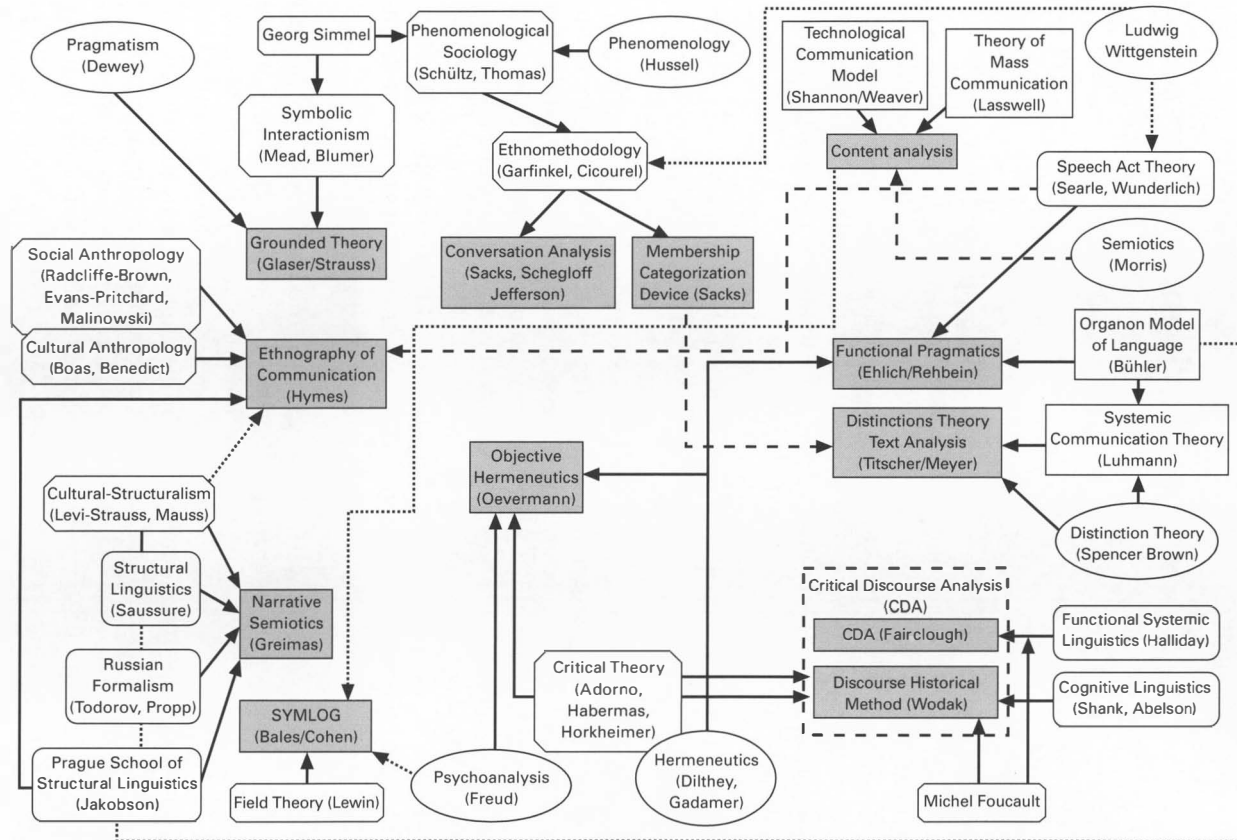 Pragmatism
(Dewey)
Georg Simmel
Phenomenological
Sociology
(Schültz, Thomas)
Phenomenology
(Hussel)
Technological
Communication
Model
(Shannon/Weaver)
Theory of
Mass
Communication
(Lasswell)
Ludwig
Wittgenstein
Symbolic
Interactionism
(Mead, Blumer)
Ethnomethodology
(Garfinkel, Cicourel)
Content analysis
Speech Act Theory
(Searle, Wunderlich)
Grounded Theory
(Glaser/Strauss)
Conversation Analysis
(Sacks, Schegloff
Jefferson)
Membership
Categorization
Device (Sacks)
Semiotics
(Morris)
Social Anthropology
(Radcliffe-Brown,
Evans-Pritchard,
Malinowski)
Cultural Anthropology
(Boas, Benedict)
Ethnography of
Communication
(Hymes)
Functional Pragmatics
(Ehlich/Rehbein)
Organon Model
of Language
(Bühler)
Distinctions Theory
Text Analysis
(Titscher/Meyer)
Systemic
Communication Theory
(Luhmann)
Objective
Hermeneutics
(Oevermann)
Cultural-Structuralism
(Levi-Strauss, Mauss)
Distinction Theory
(Spencer Brown)
Structural
Linguistics
(Saussure)
Narrative
Semiotics
(Greimas)
Critical Discourse Analysis
(CDA)
CDA (Fairclough)
Functional Systemic
Linguistics (Halliday)
Russian
Formalism
(Todorov, Propp)
Critical Theory
(Adorno,
Habermas,
Horkheimer)
Discourse Historical
Method (Wodak)
Cognitive Linguistics
(Shank, Abelson)
SYMLOG
(Bales/Cohen)
Prague School of
Structural Linguistics
(Jakobson)
Field Theory (Lewin)
Psychoanalysis
(Freud)
Hermeneutics
(Dilthey,
Gadamer)
Michel Foucault